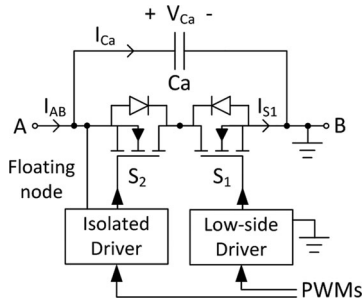 + V_Ca -
I_Ca
Ca
I_AB
I_S1
A
B
Floating
node
S_2
S_1
Isolated
Driver
Low-side
Driver
PWMs